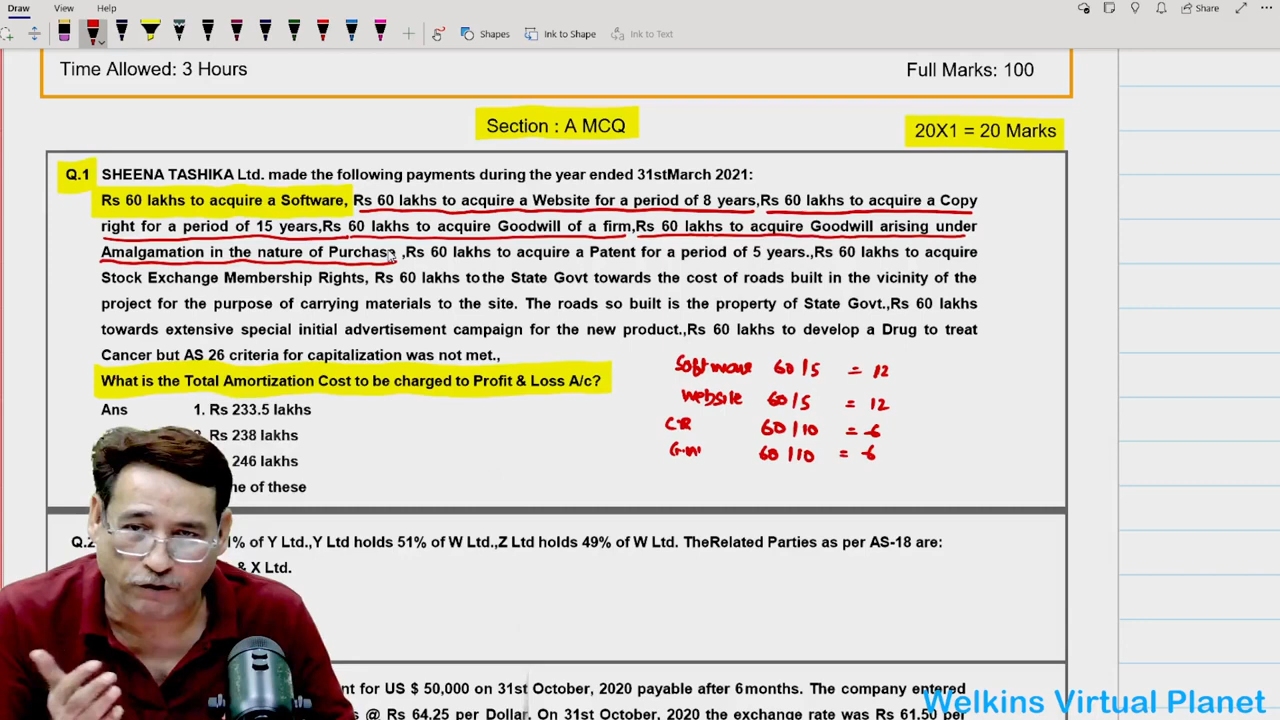 Draw View Help
Shapes Ink to Shape Ink to Text Share
Time Allowed: 3 Hours Full Marks: 100
Section : A MCQ 20X1 = 20 Marks
Q.1 SHEENA TASHIKA Ltd. made the following payments during the year ended 31stMarch 2021:
Rs 60 lakhs to acquire a Software, Rs 60 lakhs to acquire a Website for a period of 8 years,Rs 60 lakhs to acquire a Copy
right for a period of 15 years,Rs 60 lakhs to acquire Goodwill of a firm,Rs 60 lakhs to acquire Goodwill arising under
Amalgamation in the nature of Purchase ,Rs 60 lakhs to acquire a Patent for a period of 5 years.,Rs 60 lakhs to acquire
Stock Exchange Membership Rights, Rs 60 lakhs to the State Govt towards the cost of roads built in the vicinity of the
project for the purpose of carrying materials to the site. The roads so built is the property of State Govt.,Rs 60 lakhs
towards extensive special initial advertisement campaign for the new product.,Rs 60 lakhs to develop a Drug to treat
Cancer but AS 26 criteria for capitalization was not met.,
What is the Total Amortization Cost to be charged to Profit & Loss A/c?
Software 60/5 = 12
Website 60/5 = 12
CR 60/10 = 6
60/10 = 6
Ans 1. Rs 233.5 lakhs
Rs 238 lakhs
246 lakhs
of these
1% of Y Ltd.,Y Ltd holds 51% of W Ltd.,Z Ltd holds 49% of W Ltd. TheRelated Parties as per AS-18 are:
& X Ltd.
for US $ 50,000 on 31st October, 2020 payable after 6 months. The company entered
@ Rs 64.25 per Dollar. On 31st October, 2020 the exchange rate was Rs 61.50 per
Welkins Virtual Planet